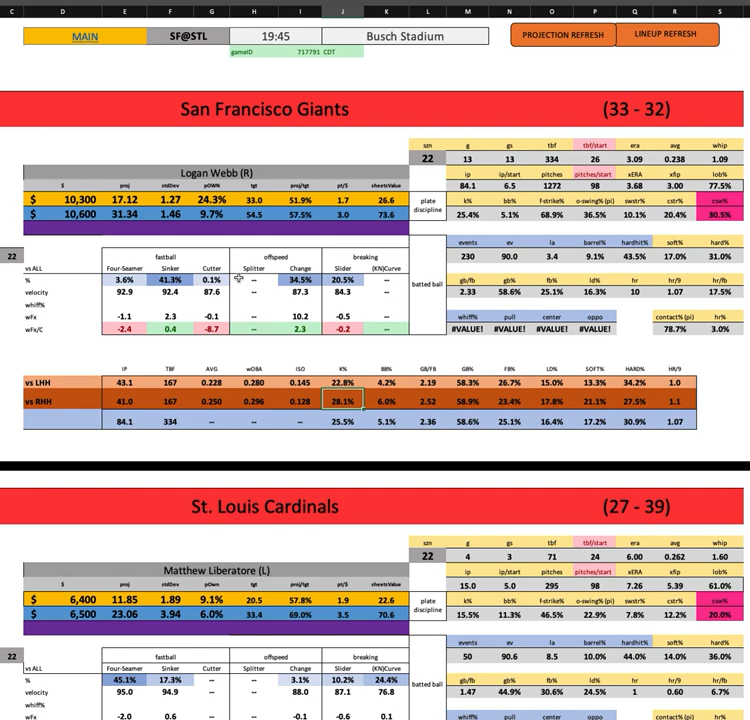 C D E F G H I J K L M N O P Q R S
MAIN SF@STL 19:45 Busch Stadium PROJECTION REFRESH LINEUP REFRESH
gameID 717791 CDT
San Francisco Giants (33 - 32)
szn g gs tbf tbf/start era avg whip
22 13 13 334 26 3.09 0.238 1.09
Logan Webb (R) ip ip/start pitches pitches/start xERA xfip lob%
$ proj stdDev pOWN tgt proj/tgt pt/$ sheetsValue 84.1 6.5 1272 98 3.68 3.00 77.5%
$ 10,300 17.12 1.27 24.3% 33.0 51.9% 1.7 26.6 plate discipline k% bb% f-strike% o-swing% (pi) swstr% cstr% csw%
$ 10,600 31.34 1.46 9.7% 54.5 57.5% 3.0 73.6 25.4% 5.1% 68.9% 36.5% 10.1% 20.4% 30.5%
events ev la barrel% hardhit% soft% hard%
22 fastball offspeed breaking 230 90.0 3.4 9.1% 43.5% 17.0% 31.0%
vs ALL Four-Seamer Sinker Cutter Splitter Change Slider (KN)Curve
% 3.6% 41.3% 0.1% -- 34.5% 20.5% -- batted ball gb/fb gb% fb% ld% hr hr/9 hr/fb
velocity 92.9 92.4 87.6 -- 87.3 84.3 -- 2.33 58.6% 25.1% 16.3% 10 1.07 17.5%
whiff%
wFx -1.1 2.3 -0.1 10.2 -0.5 whiff% pull center oppo contact% (pi) hr%
wFx/C -2.4 0.4 -8.7 -- 2.3 -0.2 -- #VALUE! #VALUE! #VALUE! #VALUE! 78.7% 3.0%
IP TBF AVG wOBA ISO K% BB% GB/FB GB% FB% LD% SOFT% HARD% HR/9
vs LHH 43.1 167 0.228 0.280 0.145 22.8% 4.2% 2.19 58.3% 26.7% 15.0% 13.3% 34.2% 1.0
vs RHH 41.0 167 0.250 0.296 0.128 28.1% 6.0% 2.52 58.9% 23.4% 17.8% 21.1% 27.5% 1.1
84.1 334 -- -- -- 25.5% 5.1% 2.36 58.6% 25.1% 16.4% 17.2% 30.9% 1.07
St. Louis Cardinals (27 - 39)
szn g gs tbf tbf/start era avg whip
22 4 3 71 24 6.00 0.262 1.60
Matthew Liberatore (L) ip ip/start pitches pitches/start xERA xfip lob%
$ proj stdDev pOwn tgt proj/tgt pt/$ sheetsValue 15.0 5.0 295 98 7.26 5.39 61.0%
$ 6,400 11.85 1.89 9.1% 20.5 57.8% 1.9 22.6 plate discipline k% bb% f-strike% o-swing% (pi) swstr% cstr% csw%
$ 6,500 23.06 3.94 6.0% 33.4 69.0% 3.5 70.6 15.5% 11.3% 46.5% 22.9% 7.8% 12.2% 20.0%
events ev la barrel% hardhit% soft% hard%
22 fastball offspeed breaking 50 90.6 8.5 10.0% 44.0% 14.0% 36.0%
vs ALL Four-Seamer Sinker Cutter Splitter Change Slider (KN)Curve
% 45.1% 17.3% -- -- 3.1% 10.2% 24.4% batted ball gb/fb gb% fb% ld% hr hr/9 hr/fb
velocity 95.0 94.9 -- -- 88.0 87.1 76.8 1.47 44.9% 30.6% 24.5% 1 0.60 6.7%
whiff%
wFx -2.0 0.6 -0.1 -0.6 0.1 whiff% pull center oppo contact% (pi) hr%